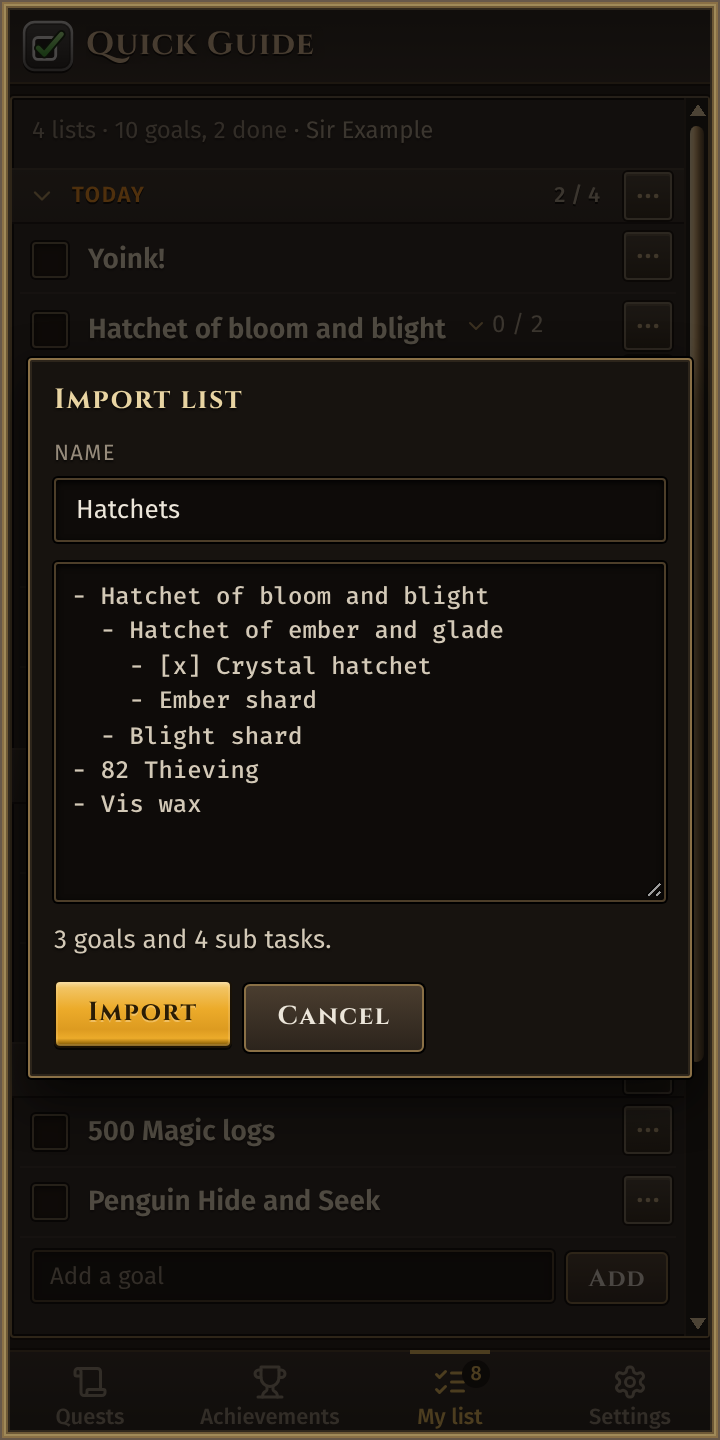 Quick Guide
4 lists · 10 goals, 2 done · Sir Example
TODAY 2 / 4 ...
Yoink! ...
Hatchet of bloom and blight 0 / 2 ...
Import list
NAME
Hatchets
- Hatchet of bloom and blight
  - Hatchet of ember and glade
    - [x] Crystal hatchet
    - Ember shard
  - Blight shard
- 82 Thieving
- Vis wax
3 goals and 4 sub tasks.
Import Cancel
500 Magic logs ...
Penguin Hide and Seek ...
Add a goal Add
8
Quests Achievements My list Settings